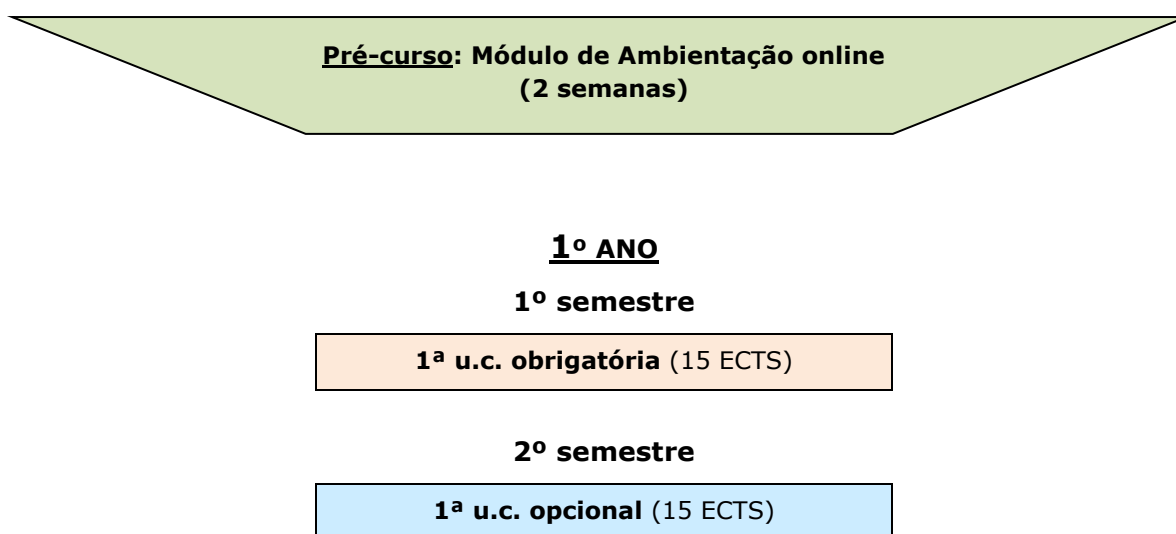 Pré-curso: Módulo de Ambientação online
(2 semanas)
1º ANO
1º semestre
1ª u.c. obrigatória (15 ECTS)
2º semestre
1ª u.c. opcional (15 ECTS)